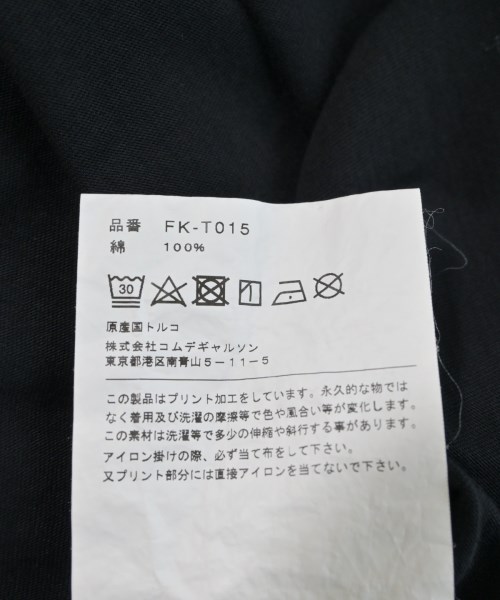 品番 FK-T015
綿 100%
30
原産国トルコ
株式会社コムデギャルソン
東京都港区南青山5-11-5
この製品はプリント加工をしています。永久的な物では
なく着用及び洗濯の摩擦等で色や風合い等が変化します。
この素材は洗濯等で多少の伸縮や斜行する事があります。
アイロン掛けの際、必ず当て布をして下さい。
又プリント部分には直接アイロンを当てないで下さい。